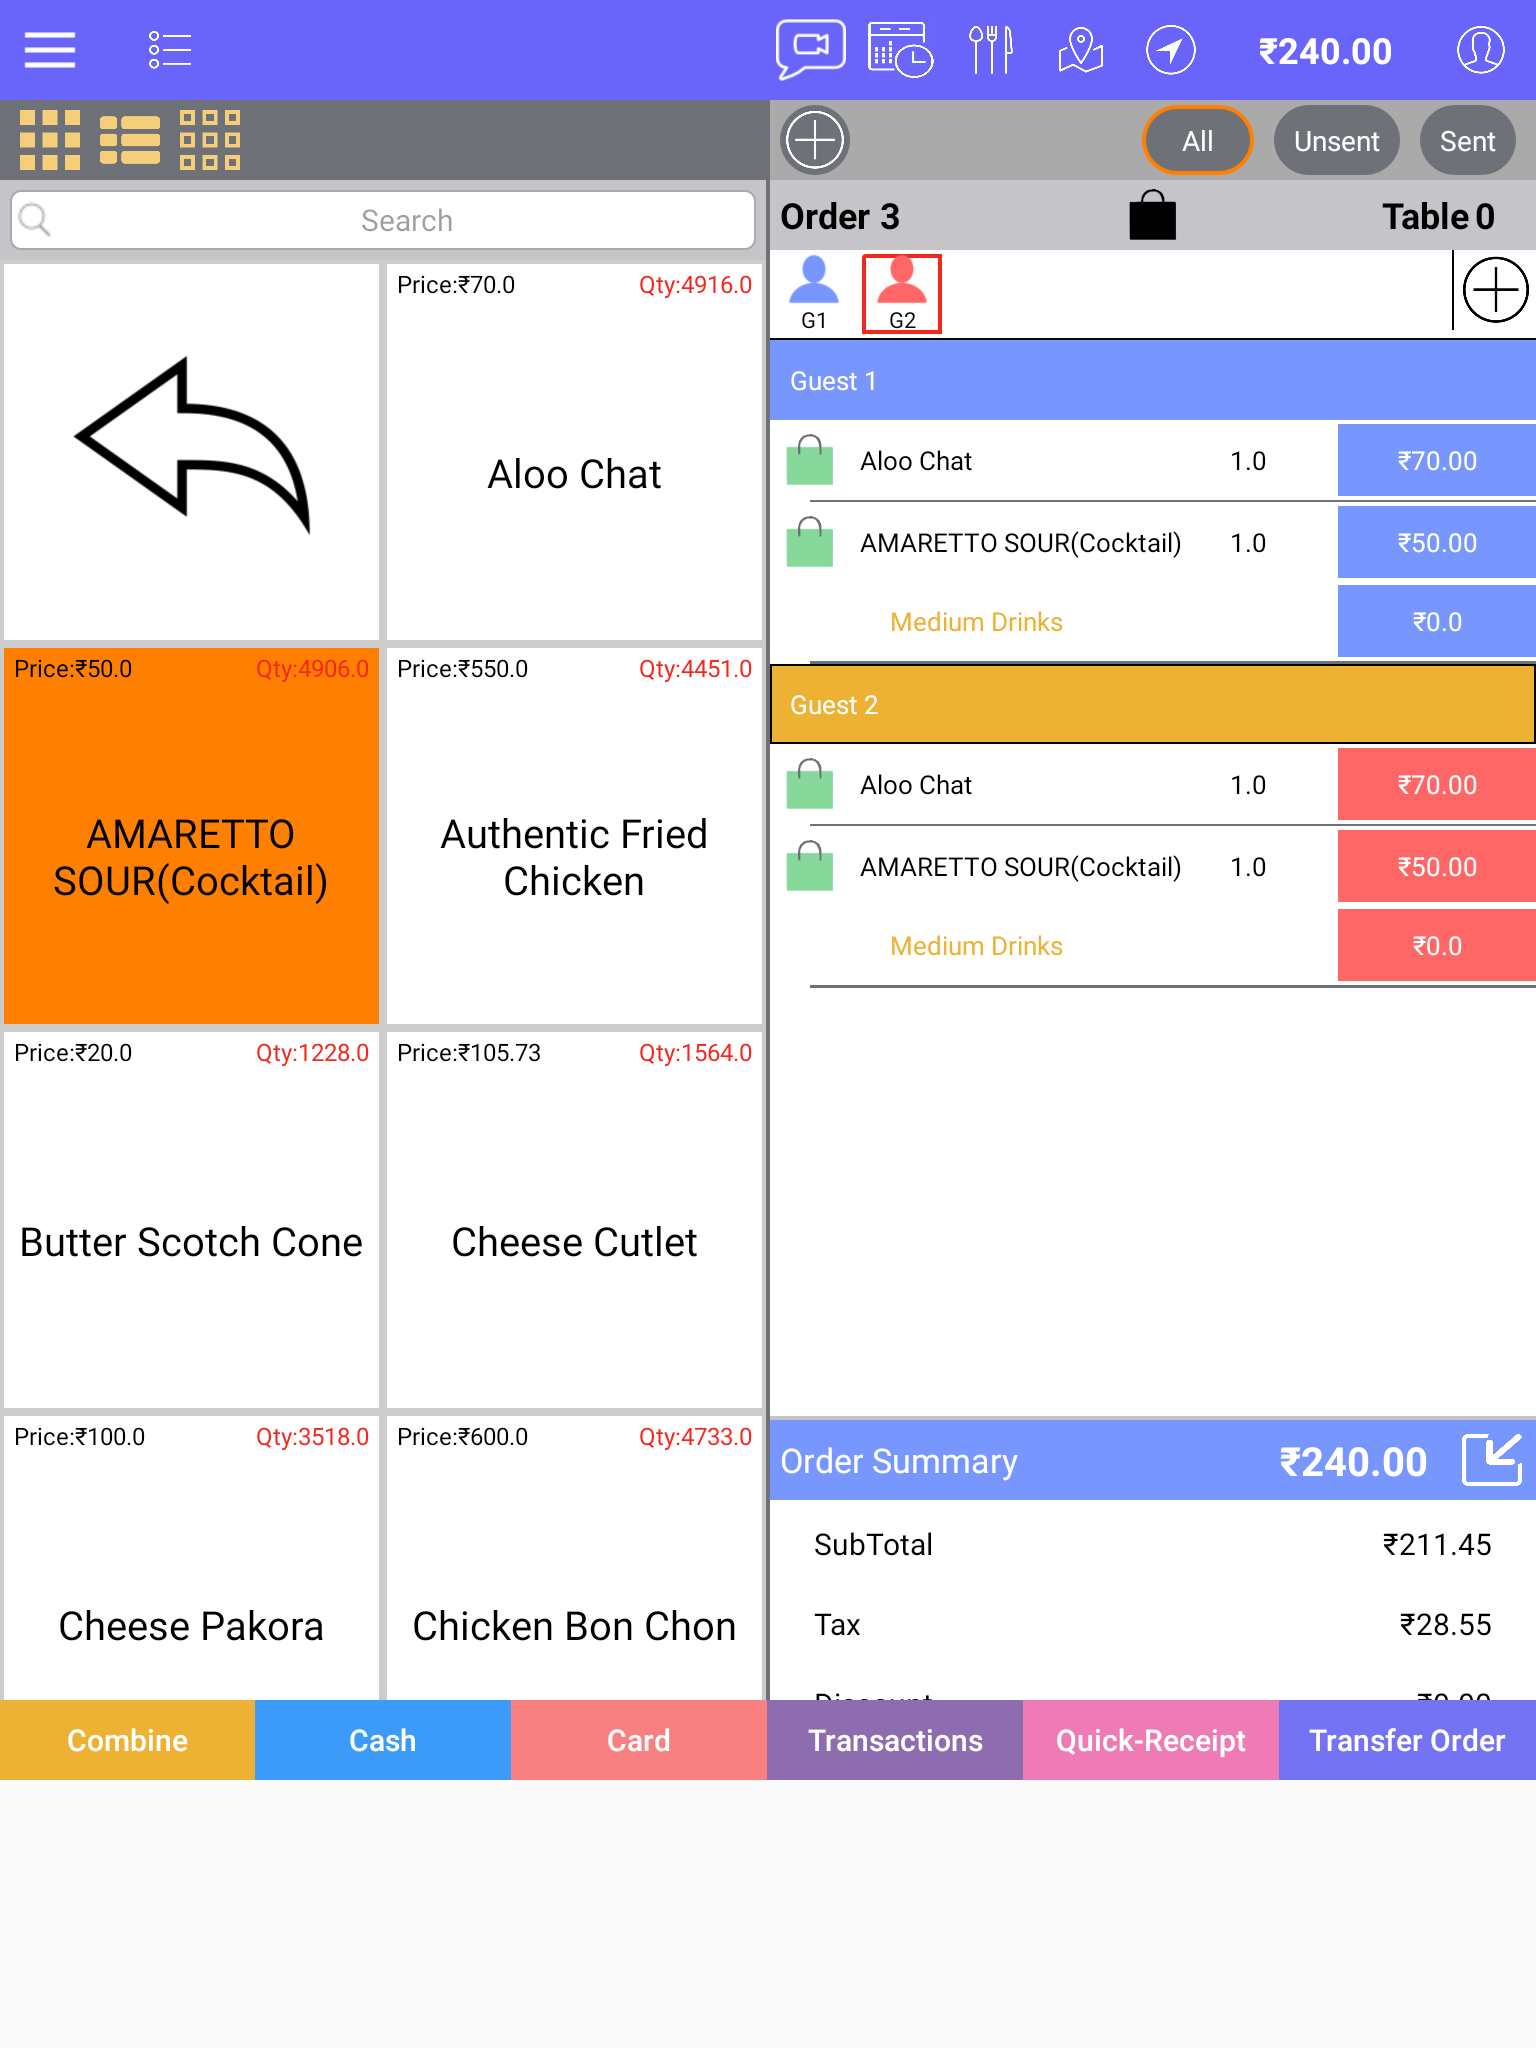 ₹240.00
All
Unsent
Sent
Search
Order 3
Table 0
G1
G2
Price:₹70.0
Qty:4916.0
Aloo Chat
Price:₹50.0
Qty:4906.0
AMARETTO
SOUR(Cocktail)
Price:₹550.0
Qty:4451.0
Authentic Fried
Chicken
Price:₹20.0
Qty:1228.0
Butter Scotch Cone
Price:₹105.73
Qty:1564.0
Cheese Cutlet
Price:₹100.0
Qty:3518.0
Cheese Pakora
Price:₹600.0
Qty:4733.0
Chicken Bon Chon
Guest 1
Aloo Chat 1.0 ₹70.00
AMARETTO SOUR(Cocktail) 1.0 ₹50.00
Medium Drinks ₹0.0
Guest 2
Aloo Chat 1.0 ₹70.00
AMARETTO SOUR(Cocktail) 1.0 ₹50.00
Medium Drinks ₹0.0
Order Summary ₹240.00
SubTotal ₹211.45
Tax ₹28.55
Combine
Cash
Card
Transactions
Quick-Receipt
Transfer Order